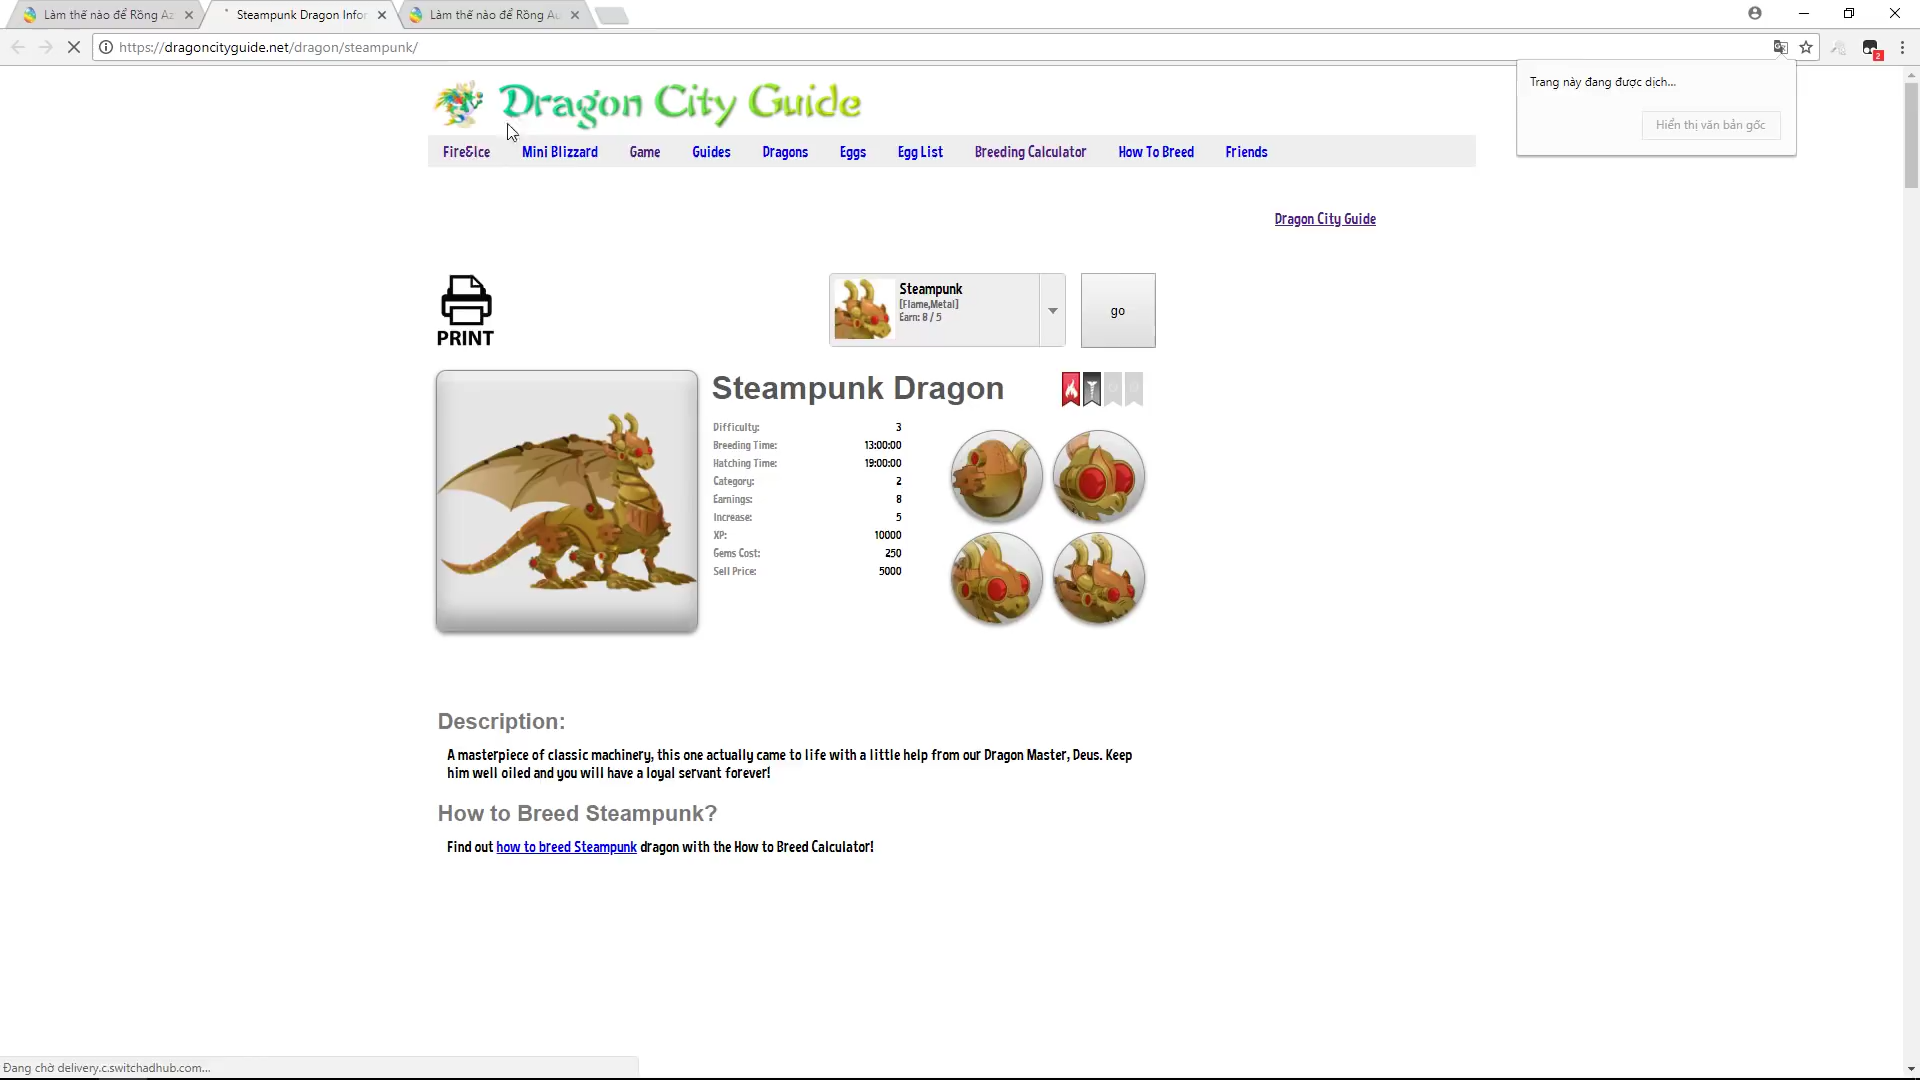 Làm thế nào để Rồng Az
Steampunk Dragon Infor
Làm thế nào để Rồng Au
https://dragoncityguide.net/dragon/steampunk/
2
Trang này đang được dịch...
Hiển thị văn bản gốc
Dragon City Guide
Fire&Ice Mini Blizzard Game Guides Dragons Eggs Egg List Breeding Calculator How To Breed Friends
Dragon City Guide
PRINT
Steampunk
[Flame,Metal]
Earn: 8 / 5
go
Steampunk Dragon
Difficulty: 3
Breeding Time: 13:00:00
Hatching Time: 19:00:00
Category: 2
Earnings: 8
Increase: 5
XP: 10000
Gems Cost: 250
Sell Price: 5000
Description:
A masterpiece of classic machinery, this one actually came to life with a little help from our Dragon Master, Deus. Keep
him well oiled and you will have a loyal servant forever!
How to Breed Steampunk?
Find out how to breed Steampunk dragon with the How to Breed Calculator!
Đang chờ delivery.c.switchadhub.com...